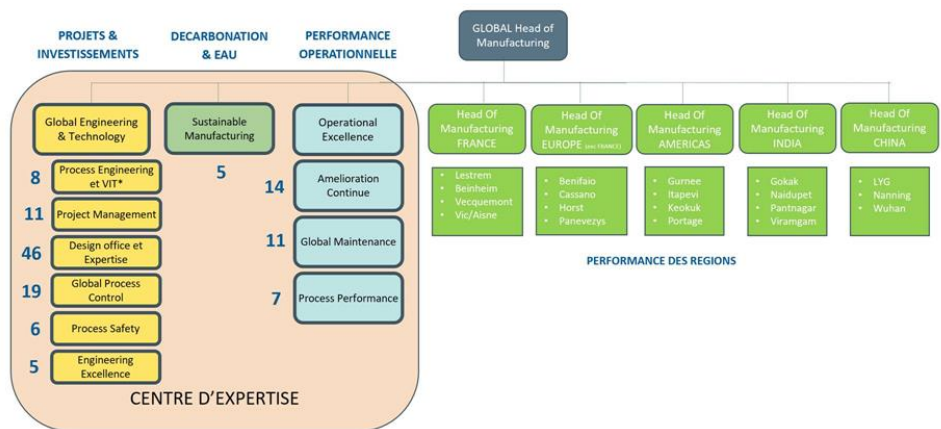 PROJETS &
INVESTISSEMENTS
DECARBONATION
& EAU
PERFORMANCE
OPERATIONNELLE
GLOBAL Head of
Manufacturing
Global Engineering
& Technology
Sustainable
Manufacturing
Operational
Excellence
Head Of
Manufacturing
FRANCE
Head Of
Manufacturing
EUROPE (exc FRANCE)
Head Of
Manufacturing
AMERICAS
Head Of
Manufacturing
INDIA
Head Of
Manufacturing
CHINA
8
Process Engineering
et VIT*
11
Project Management
46
Design office et
Expertise
19
Global Process
Control
6
Process Safety
5
Engineering
Excellence
5
14
Amelioration
Continue
11
Global Maintenance
7
Process Performance
• Lestrem
• Beinheim
• Vecquemont
• Vic/Aisne
• Benifaio
• Cassano
• Horst
• Panevezys
• Gurnee
• Itapevi
• Keokuk
• Portage
• Gokak
• Naidupet
• Pantnagar
• Viramgam
• LYG
• Nanning
• Wuhan
PERFORMANCE DES REGIONS
CENTRE D'EXPERTISE